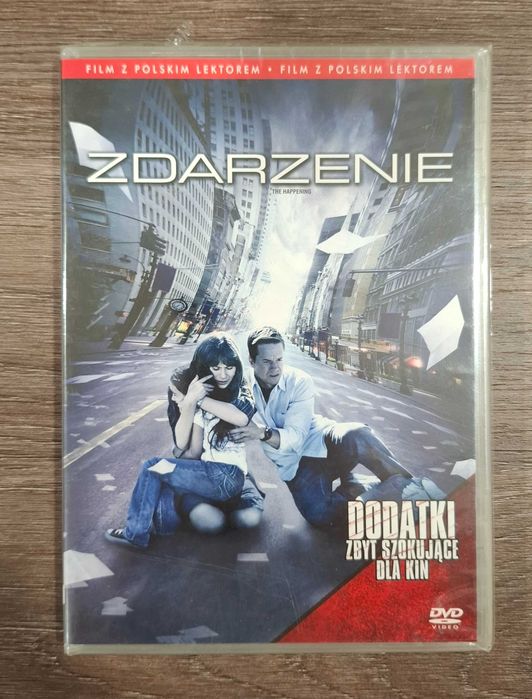 FILM Z POLSKIM LEKTOREM • FILM Z POLSKIM LEKTOREM
ZDARZENIE
THE HAPPENING
DODATKI
ZBYT SZOKUJĄCE
DLA KIN
DVD
VIDEO